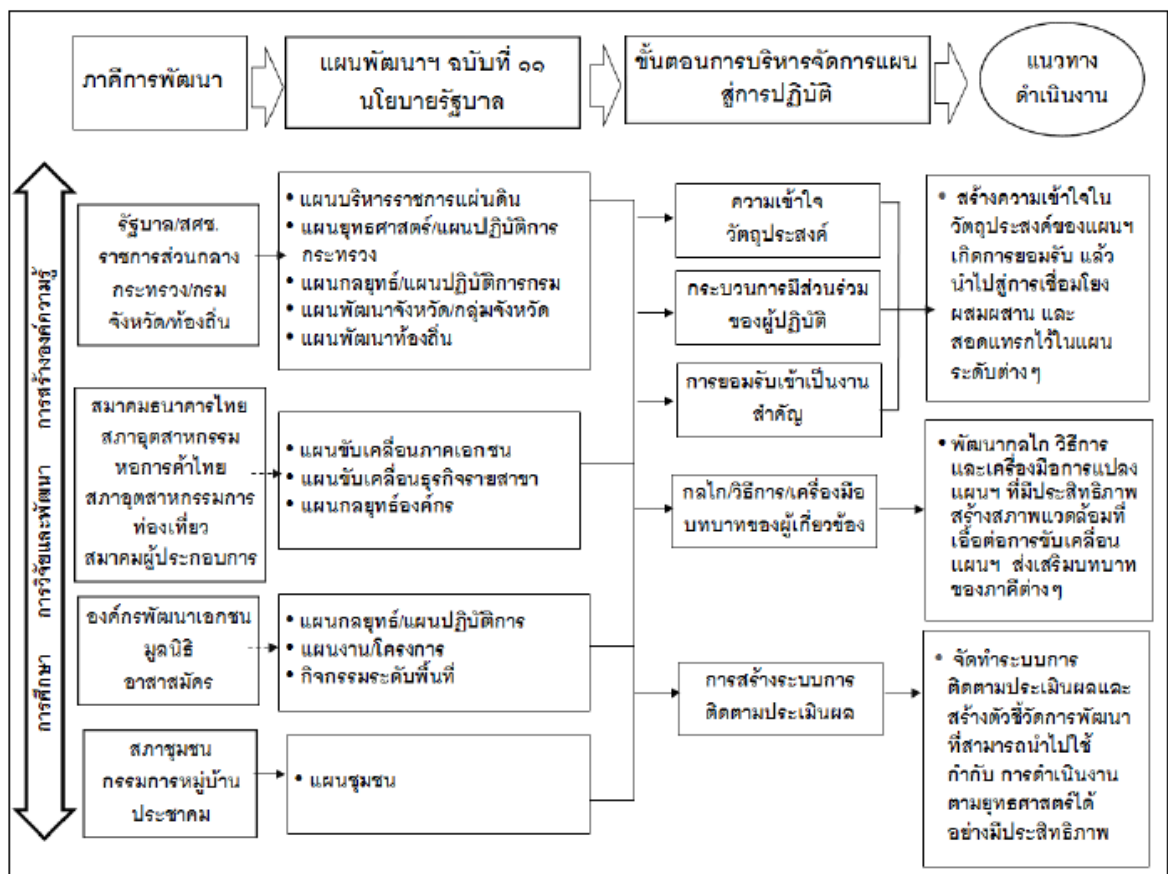 ภาคีการพัฒนา
แผนพัฒนาฯ ฉบับที่ ๑๑
นโยบายรัฐบาล
ขั้นตอนการบริหารจัดการแผน
สู่การปฏิบัติ
แนวทาง
ดำเนินงาน
การศึกษา การวิจัยและพัฒนา การสร้างองค์ความรู้
รัฐบาล/สศช.
ราชการส่วนกลาง
กระทรวง/กรม
จังหวัด/ท้องถิ่น
• แผนบริหารราชการแผ่นดิน
• แผนยุทธศาสตร์/แผนปฏิบัติการ
กระทรวง
• แผนกลยุทธ์/แผนปฏิบัติการกรม
• แผนพัฒนาจังหวัด/กลุ่มจังหวัด
• แผนพัฒนาท้องถิ่น
สมาคมธนาคารไทย
สภาอุตสาหกรรม
หอการค้าไทย
สภาอุตสาหกรรมการ
ท่องเที่ยว
สมาคมผู้ประกอบการ
• แผนขับเคลื่อนภาคเอกชน
• แผนขับเคลื่อนธุรกิจรายสาขา
• แผนกลยุทธ์องค์กร
องค์กรพัฒนาเอกชน
มูลนิธิ
อาสาสมัคร
• แผนกลยุทธ์/แผนปฏิบัติการ
• แผนงาน/โครงการ
• กิจกรรมระดับพื้นที่
สภาชุมชน
กรรมการหมู่บ้าน
ประชาคม
• แผนชุมชน
ความเข้าใจ
วัตถุประสงค์
กระบวนการมีส่วนร่วม
ของผู้ปฏิบัติ
การยอมรับเข้าเป็นงาน
สำคัญ
กลไก/วิธีการ/เครื่องมือ
บทบาทของผู้เกี่ยวข้อง
การสร้างระบบการ
ติดตามประเมินผล
• สร้างความเข้าใจใน
วัตถุประสงค์ของแผนฯ
เกิดการยอมรับ แล้ว
นำไปสู่การเชื่อมโยง
ผสมผสาน และ
สอดแทรกไว้ในแผน
ระดับต่างๆ
• พัฒนากลไก วิธีการ
และเครื่องมือการแปลง
แผนฯ ที่มีประสิทธิภาพ
สร้างสภาพแวดล้อมที่
เอื้อต่อการขับเคลื่อน
แผนฯ ส่งเสริมบทบาท
ของภาคีต่างๆ
• จัดทำระบบการ
ติดตามประเมินผลและ
สร้างตัวชี้วัดการพัฒนา
ที่สามารถนำไปใช้
กำกับ การดำเนินงาน
ตามยุทธศาสตร์ได้
อย่างมีประสิทธิภาพ